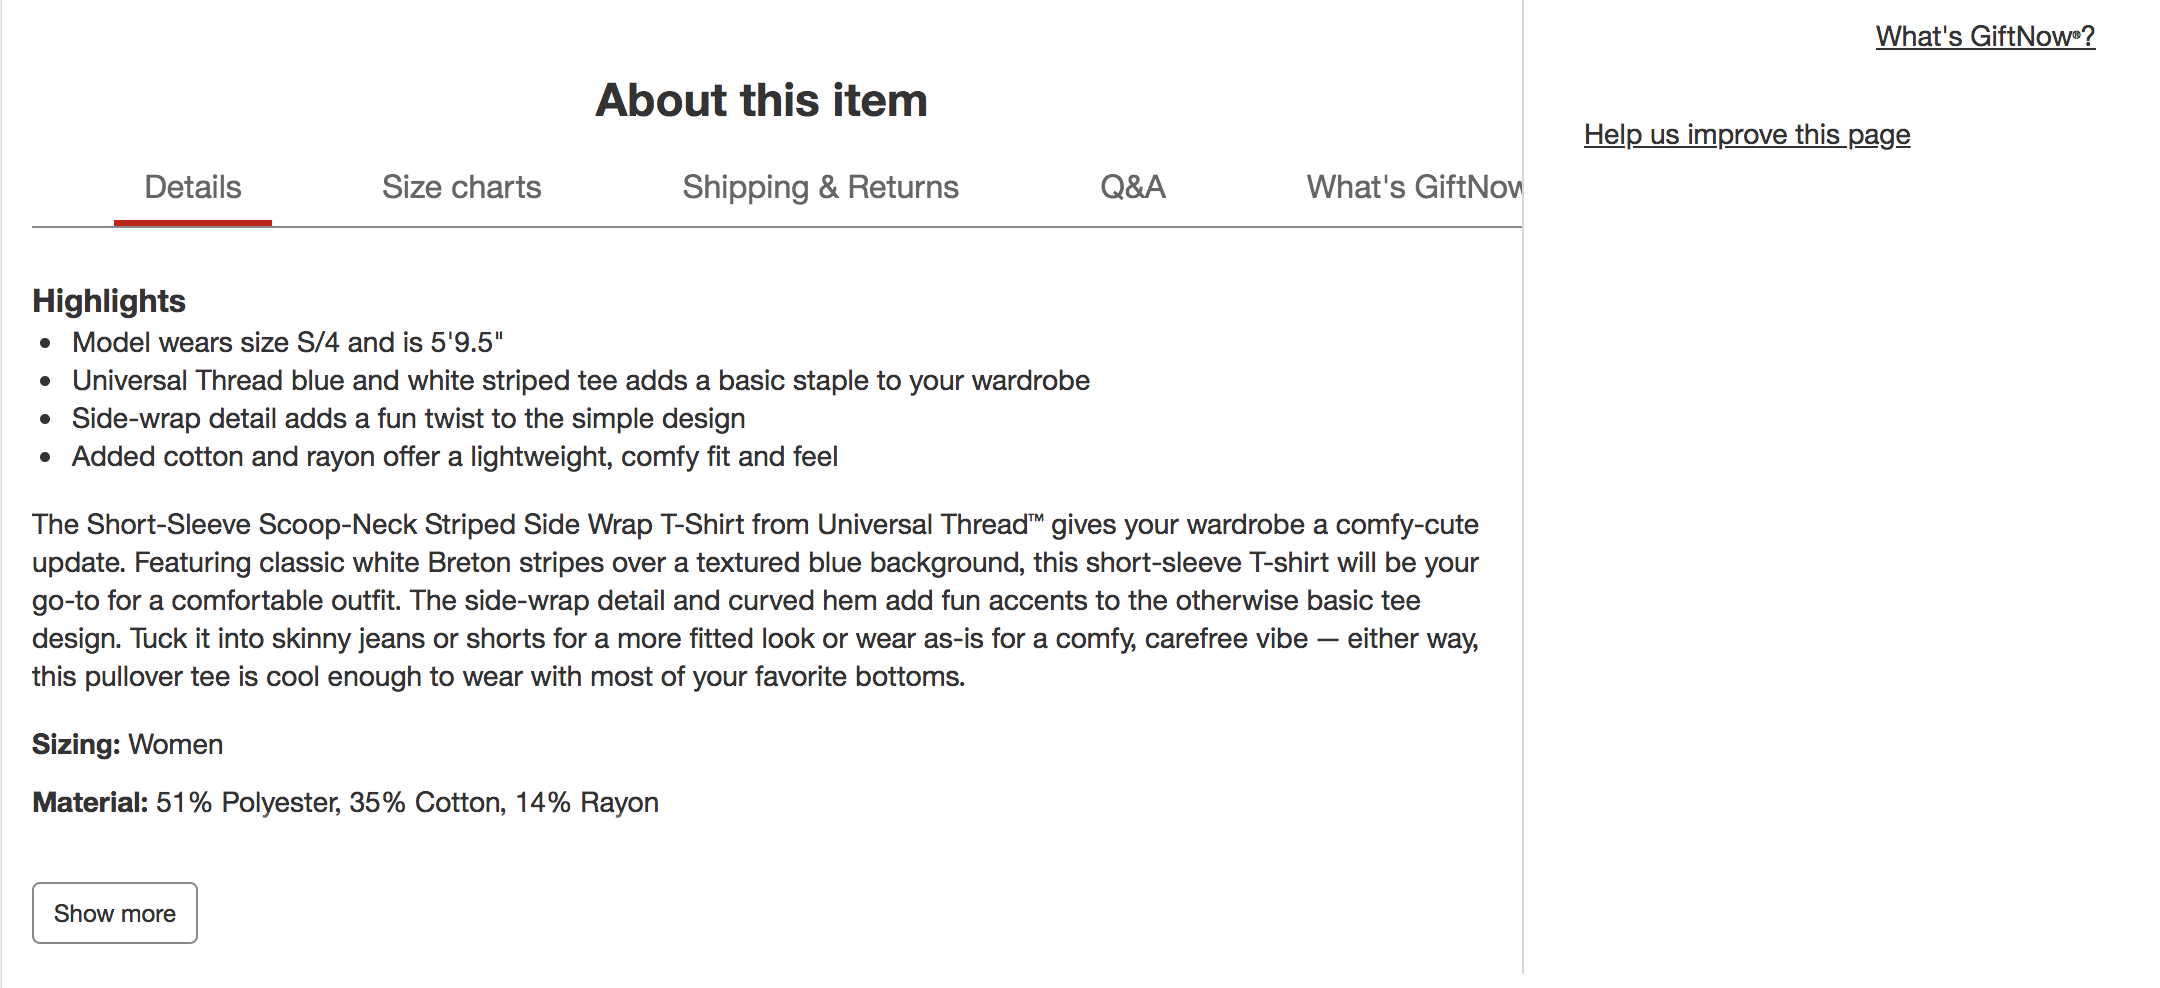 What's GiftNow®?
About this item
Help us improve this page
Details
Size charts
Shipping & Returns
Q&A
What's GiftNow
Highlights
Model wears size S/4 and is 5'9.5"
Universal Thread blue and white striped tee adds a basic staple to your wardrobe
Side-wrap detail adds a fun twist to the simple design
Added cotton and rayon offer a lightweight, comfy fit and feel
The Short-Sleeve Scoop-Neck Striped Side Wrap T-Shirt from Universal Thread™ gives your wardrobe a comfy-cute
update. Featuring classic white Breton stripes over a textured blue background, this short-sleeve T-shirt will be your
go-to for a comfortable outfit. The side-wrap detail and curved hem add fun accents to the otherwise basic tee
design. Tuck it into skinny jeans or shorts for a more fitted look or wear as-is for a comfy, carefree vibe — either way,
this pullover tee is cool enough to wear with most of your favorite bottoms.
Sizing: Women
Material: 51% Polyester, 35% Cotton, 14% Rayon
Show more